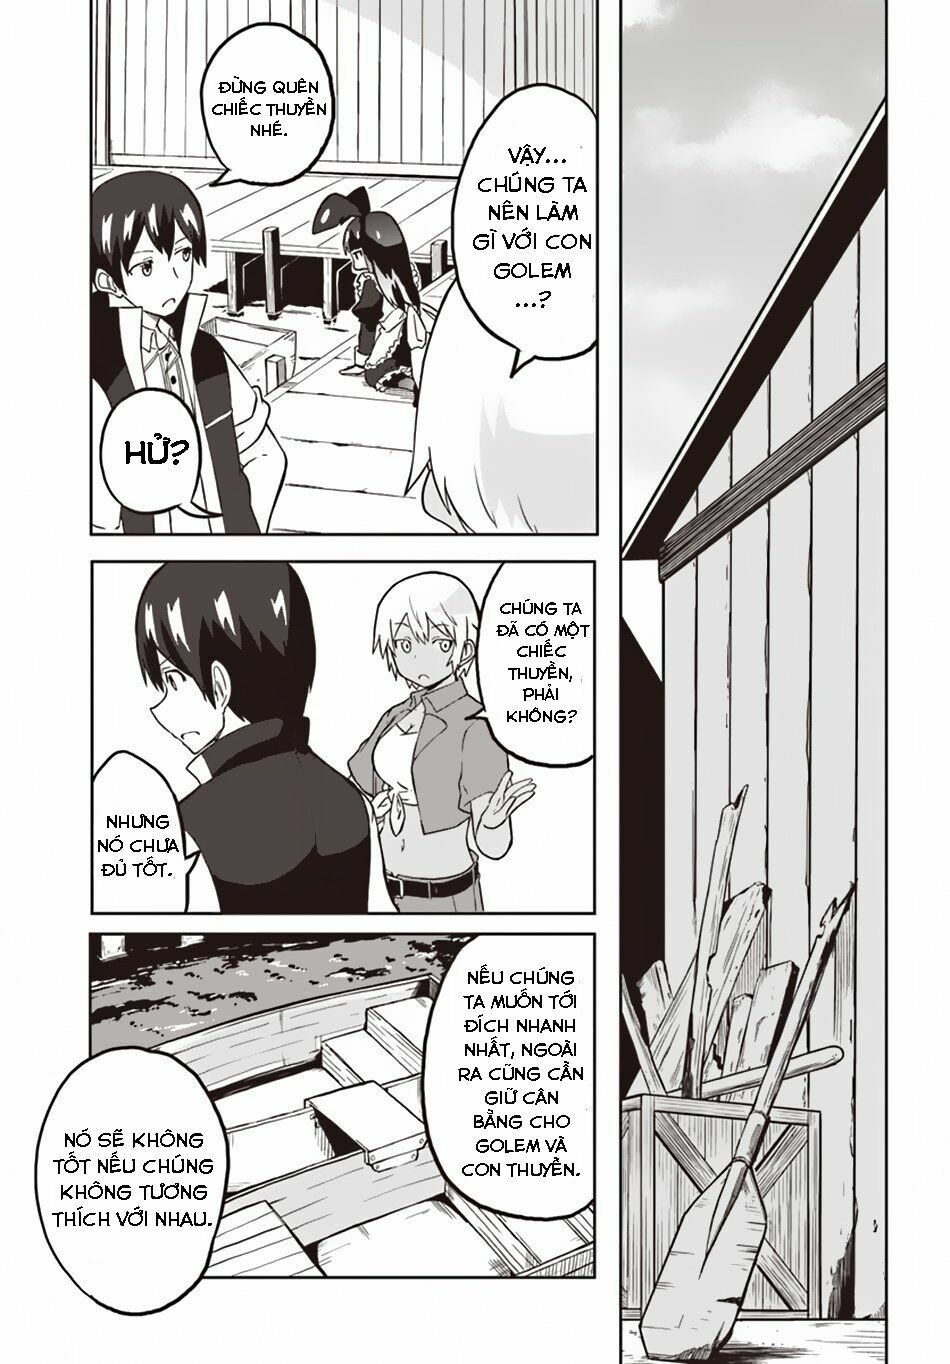 VẬY...
CHÚNG TA
NÊN LÀM
GÌ VỚI CON
GOLEM
...?
ĐỪNG QUÊN
CHIẾC THUYỀN
NHÉ.
HỬ?
CHÚNG TA
ĐÃ CÓ MỘT
CHIẾC
THUYỀN,
PHẢI
KHÔNG?
NHƯNG
NÓ CHƯA
ĐỦ TỐT.
NẾU CHÚNG
TA MUỐN TỚI
ĐÍCH NHANH
NHẤT, NGOÀI
RA CŨNG CẦN
GIỮ CÂN
BẰNG CHO
GOLEM VÀ
CON THUYỀN.
NÓ SẼ KHÔNG
TỐT NẾU CHÚNG
KHÔNG TƯƠNG
THÍCH VỚI NHAU.